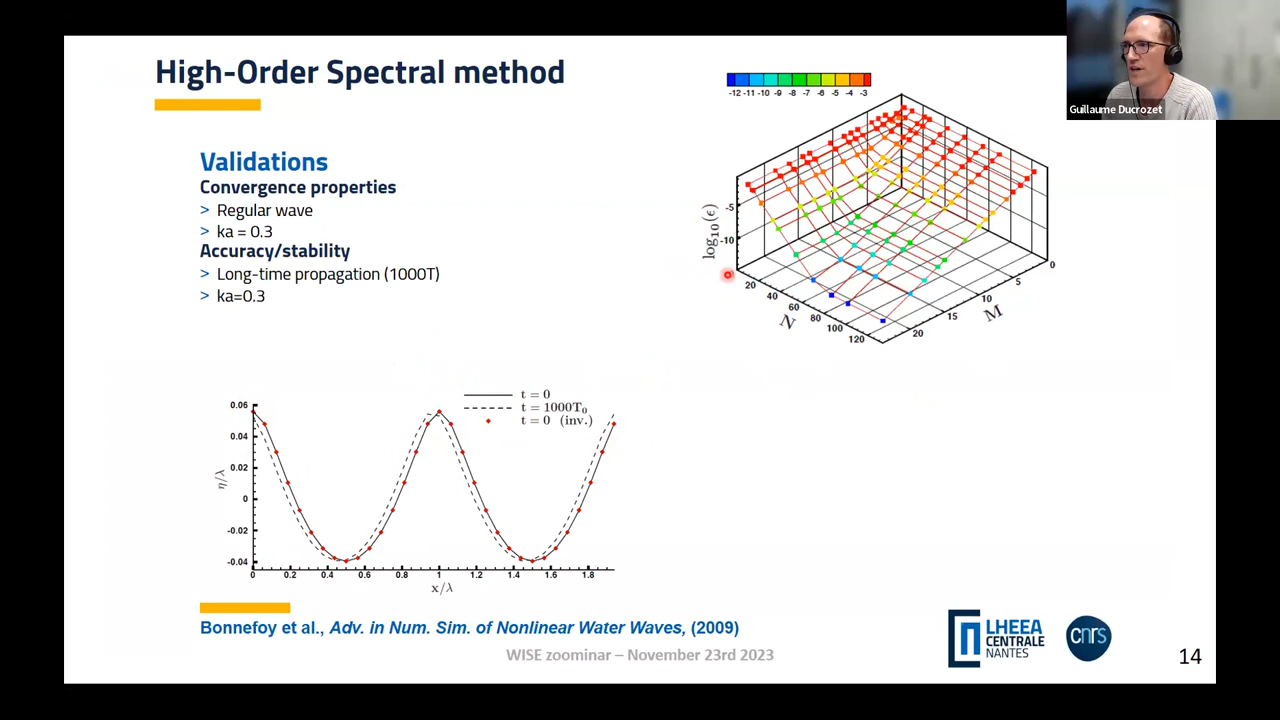 High-Order Spectral method
Guillaume Ducrozet
Validations
Convergence properties
> Regular wave
> ka = 0.3
Accuracy/stability
> Long-time propagation (1000T)
> ka=0.3
-12 -11 -10 -9 -8 -7 -6 -5 -4 -3
log10(ϵ)
-5
-10
20 40 60 80 100 120
N
20 15 10 5 0
M
t = 0
t = 1000T0
t = 0 (inv.)
η/λ
0.06
0.04
0.02
0
-0.02
-0.04
0 0.2 0.4 0.6 0.8 1 1.2 1.4 1.6 1.8
x/λ
Bonnefoy et al., Adv. in Num. Sim. of Nonlinear Water Waves, (2009)
WISE zoominar – November 23rd 2023
LHEEA
CENTRALE
NANTES
cnrs
14